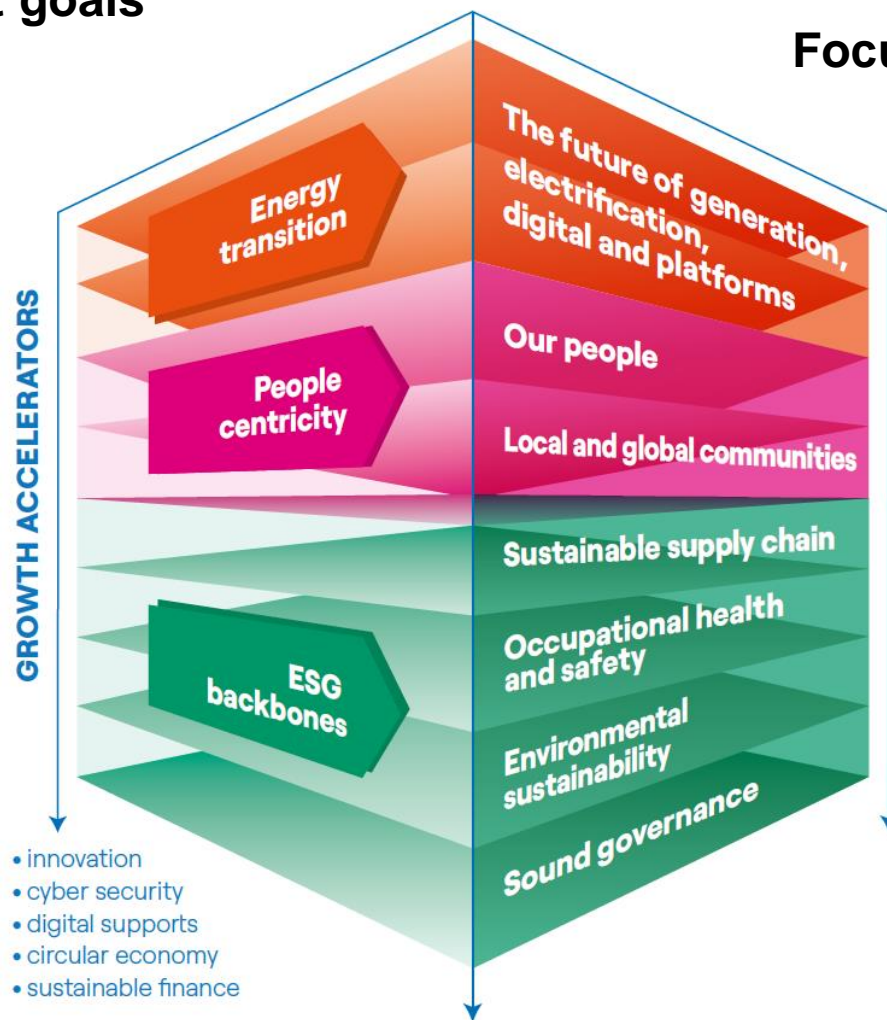 goals
Focu
The future of generation,
electrification,
digital and platforms
Energy
transition
Our people
People
centricity
Local and global communities
GROWTH ACCELERATORS
Sustainable supply chain
Occupational health
and safety
ESG
backbones
Environmental
sustainability
Sound governance
• innovation
• cyber security
• digital supports
• circular economy
• sustainable finance